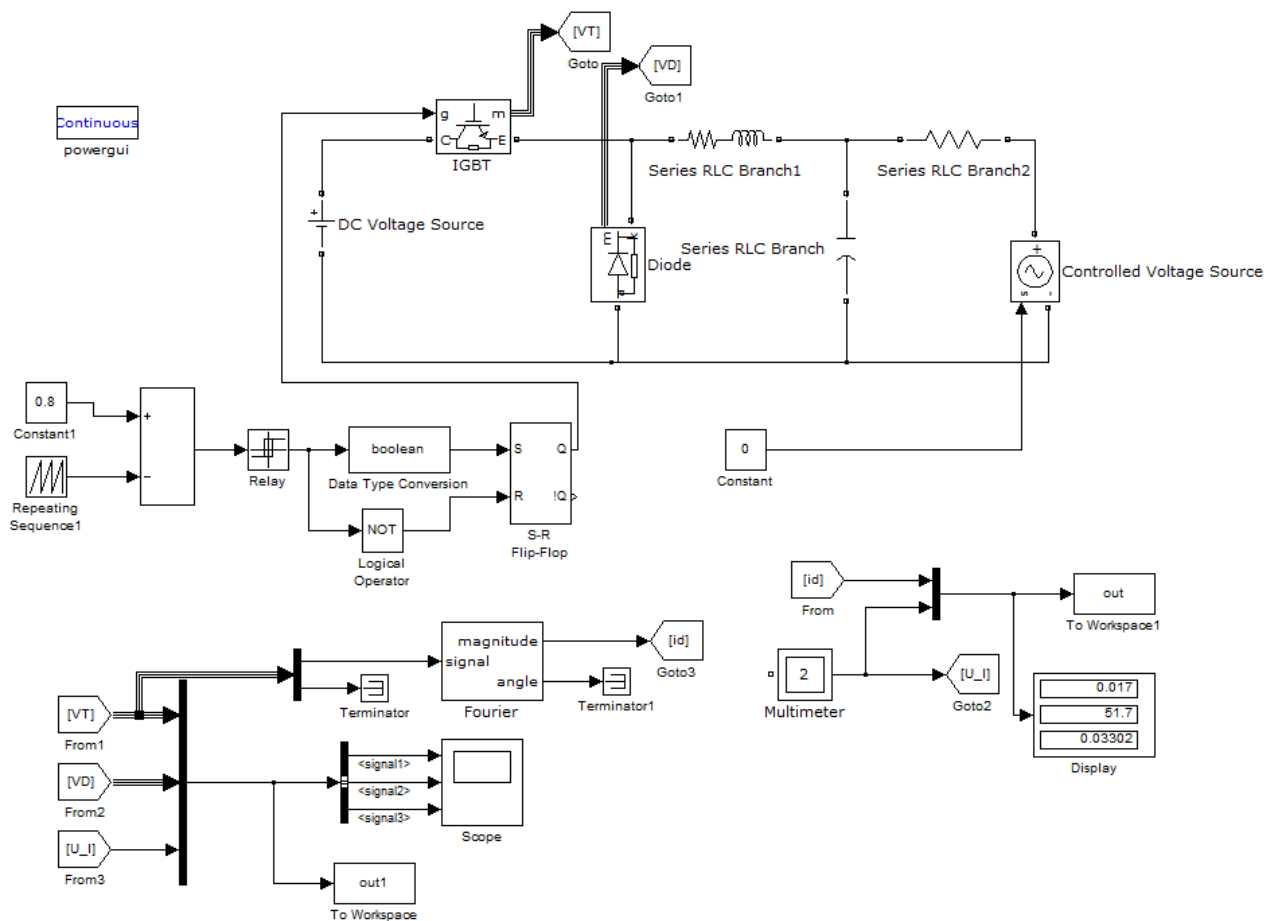 [VT]
Goto
[VD]
Goto1
Continuous
powergui
g
m
C
E
IGBT
+
DC Voltage Source
m
k
Diode
Series RLC Branch1
Series RLC Branch
Series RLC Branch2
+
s
-
Controlled Voltage Source
0.8
Constant1
Repeating
Sequence1
+
−
Relay
boolean
Data Type Conversion
NOT
Logical
Operator
S
Q
R
!Q
S-R
Flip-Flop
0
Constant
[id]
From
2
Multimeter
out
To Workspace1
[U_I]
Goto2
0.017
51.7
0.03302
Display
[VT]
From1
[VD]
From2
[U_I]
From3
Terminator
magnitude
signal
angle
Fourier
[id]
Goto3
Terminator1
<signal1>
<signal2>
<signal3>
Scope
out1
To Workspace